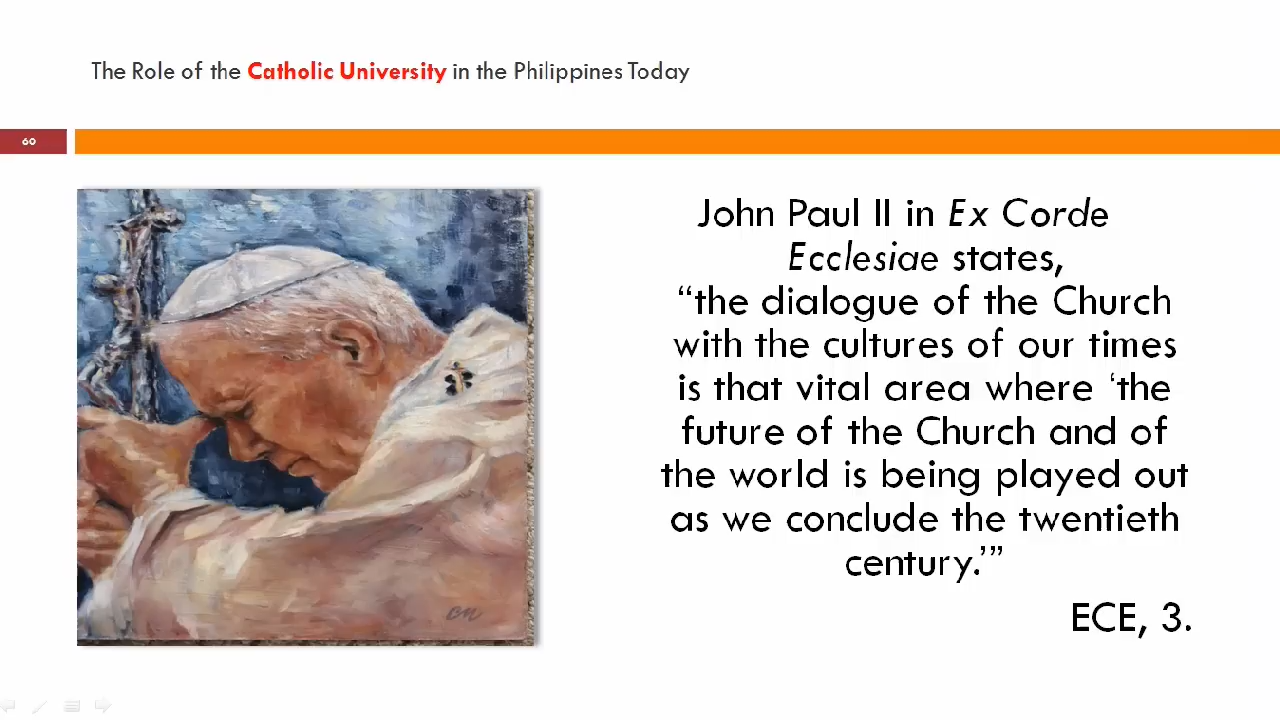 The Role of the Catholic University in the Philippines Today
60
John Paul II in Ex Corde
Ecclesiae states,
“the dialogue of the Church
with the cultures of our times
is that vital area where ‘the
future of the Church and of
the world is being played out
as we conclude the twentieth
century.’”
ECE, 3.